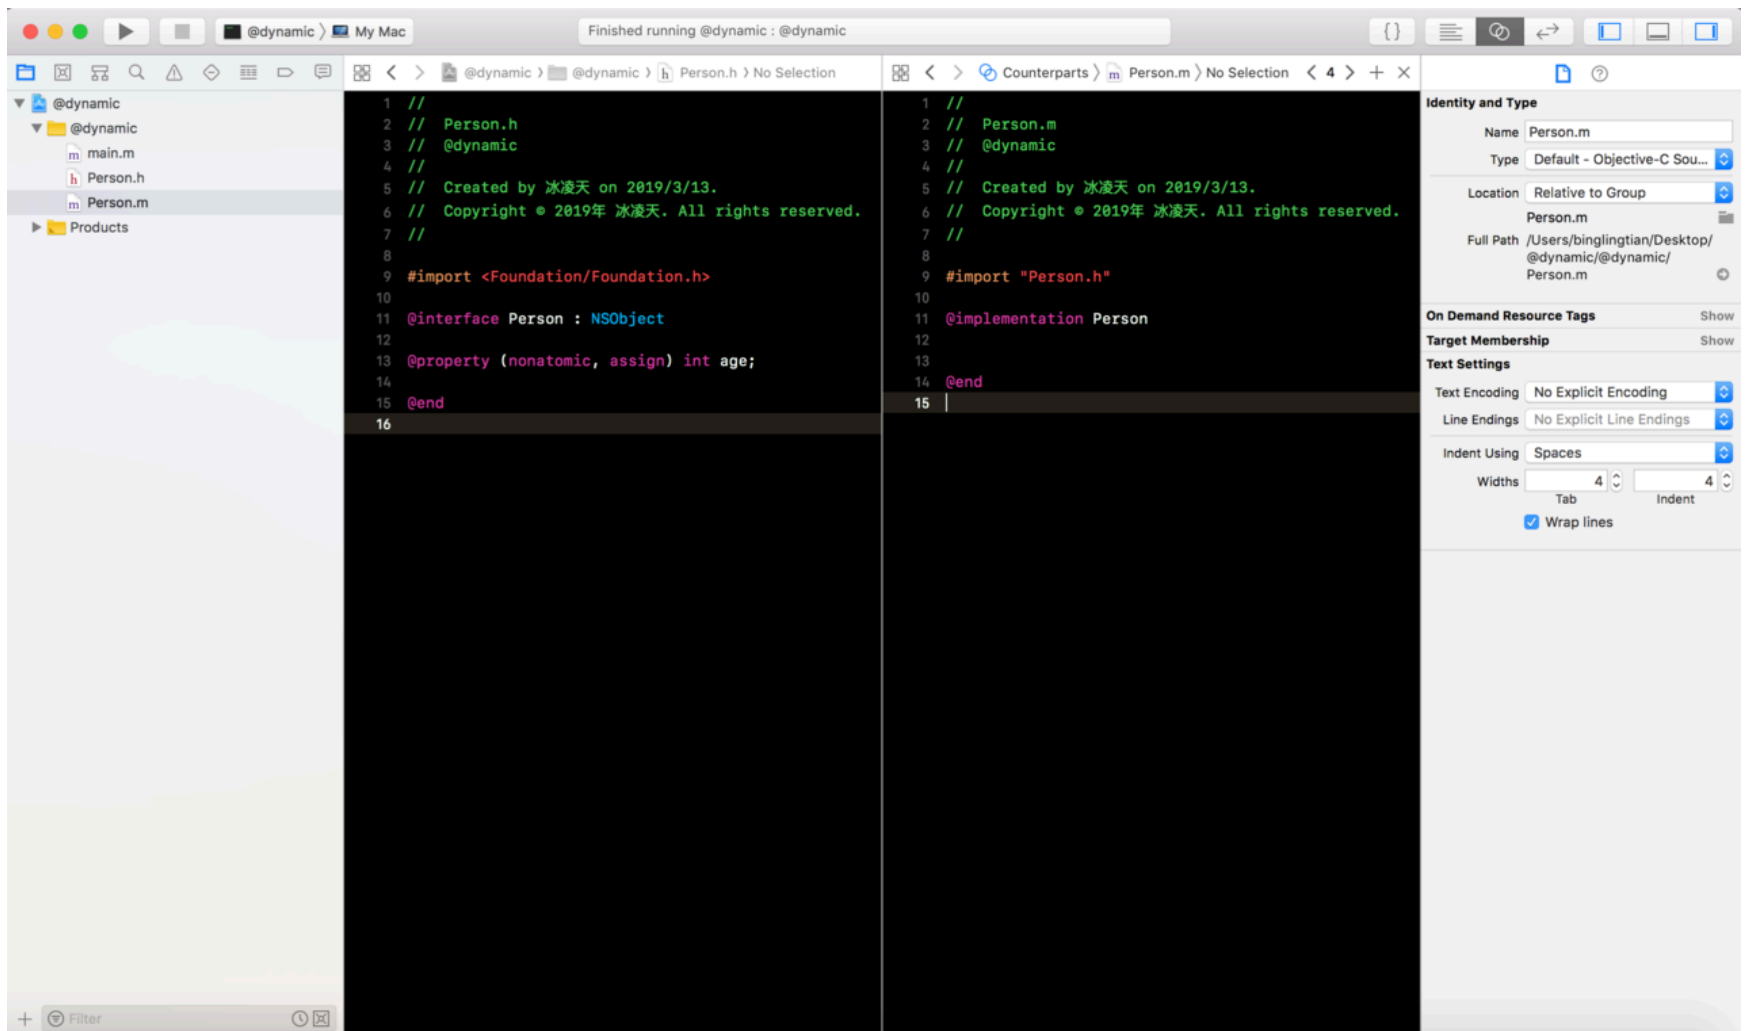 @dynamic 〉 My Mac
Finished running @dynamic : @dynamic
{ }
@dynamic
@dynamic
main.m
Person.h
Person.m
Products
Filter
@dynamic 〉 @dynamic 〉 Person.h 〉 No Selection
1 //
2 //  Person.h
3 //  @dynamic
4 //
5 //  Created by 冰凌天 on 2019/3/13.
6 //  Copyright © 2019年 冰凌天. All rights reserved.
7 //
8
9 #import <Foundation/Foundation.h>
10
11 @interface Person : NSObject
12
13 @property (nonatomic, assign) int age;
14
15 @end
16
Counterparts 〉 Person.m 〉 No Selection 〈 4 〉 + ×
1 //
2 //  Person.m
3 //  @dynamic
4 //
5 //  Created by 冰凌天 on 2019/3/13.
6 //  Copyright © 2019年 冰凌天. All rights reserved.
7 //
8
9 #import "Person.h"
10
11 @implementation Person
12
13
14 @end
15
Identity and Type
Name Person.m
Type Default - Objective-C Sou...
Location Relative to Group
Person.m
Full Path /Users/binglingtian/Desktop/
@dynamic/@dynamic/
Person.m
On Demand Resource Tags Show
Target Membership Show
Text Settings
Text Encoding No Explicit Encoding
Line Endings No Explicit Line Endings
Indent Using Spaces
Widths 4 4
Tab Indent
Wrap lines